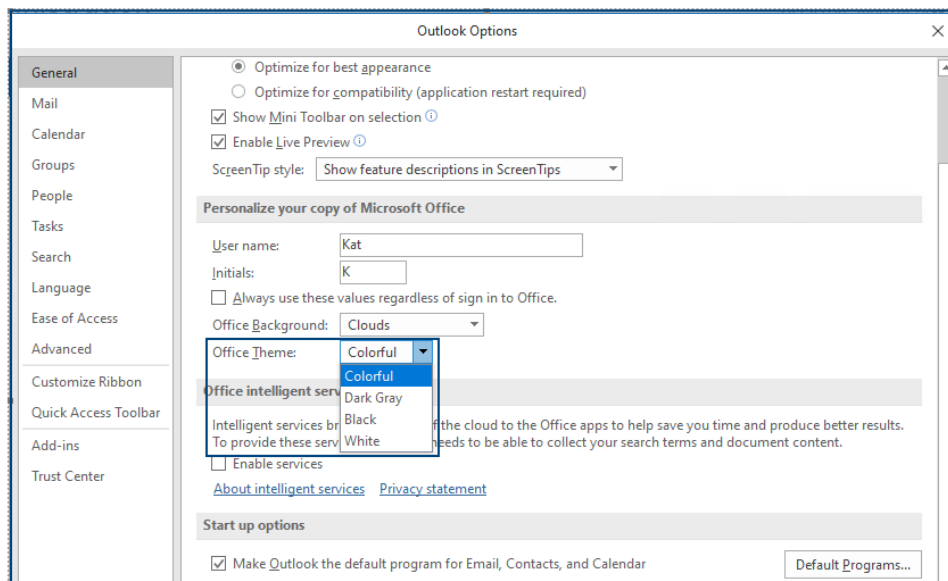 Outlook Options
General
Mail
Calendar
Groups
People
Tasks
Search
Language
Ease of Access
Advanced
Customize Ribbon
Quick Access Toolbar
Add-ins
Trust Center
Optimize for best appearance
Optimize for compatibility (application restart required)
Show Mini Toolbar on selection
Enable Live Preview
ScreenTip style: Show feature descriptions in ScreenTips
Personalize your copy of Microsoft Office
User name: Kat
Initials: K
Always use these values regardless of sign in to Office.
Office Background: Clouds
Office Theme: Colorful
Colorful
Dark Gray
Black
White
Office intelligent
Intelligent services the cloud to the Office apps to help save you time and produce better results.
To provide these needs to be able to collect your search terms and document content.
Enable services
About intelligent services Privacy statement
Start up options
Make Outlook the default program for Email, Contacts, and Calendar Default Programs...